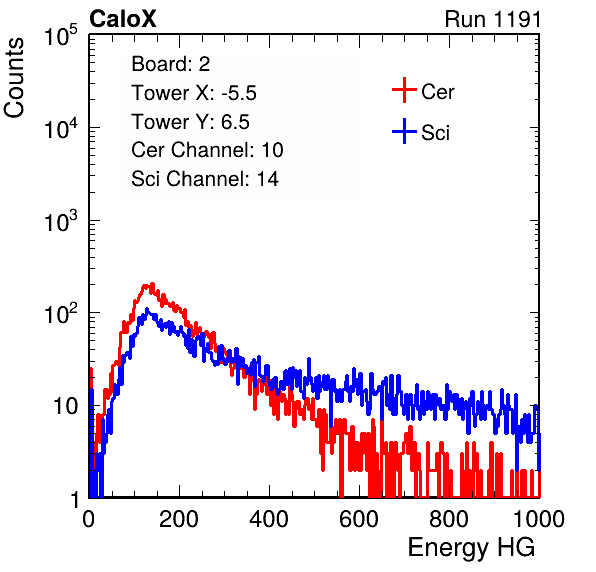 CaloX Run 1191
Counts
10^5
10^4
10^3
10^2
10
1
Board: 2
Tower X: -5.5
Tower Y: 6.5
Cer Channel: 10
Sci Channel: 14
Cer
Sci
0 200 400 600 800 1000
Energy HG